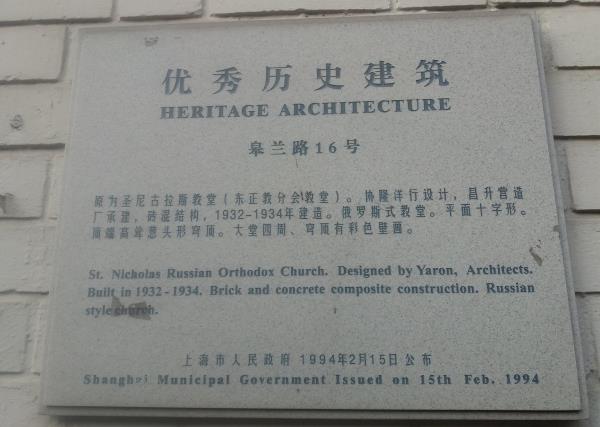 优秀历史建筑
HERITAGE ARCHITECTURE
皋兰路16号
原为圣尼古拉斯教堂（东正教分会教堂）。协隆洋行设计，昌升营造
厂承建，砖混结构，1932-1934年建造。俄罗斯式教堂。平面十字形。
顶端高耸葱头形穹顶。大堂四周、穹顶有彩色壁画。
St. Nicholas Russian Orthodox Church. Designed by Yaron, Architects.
Built in 1932-1934. Brick and concrete composite construction. Russian
style church.
上海市人民政府 1994年2月15日公布
Shanghai Municipal Government Issued on 15th Feb. 1994